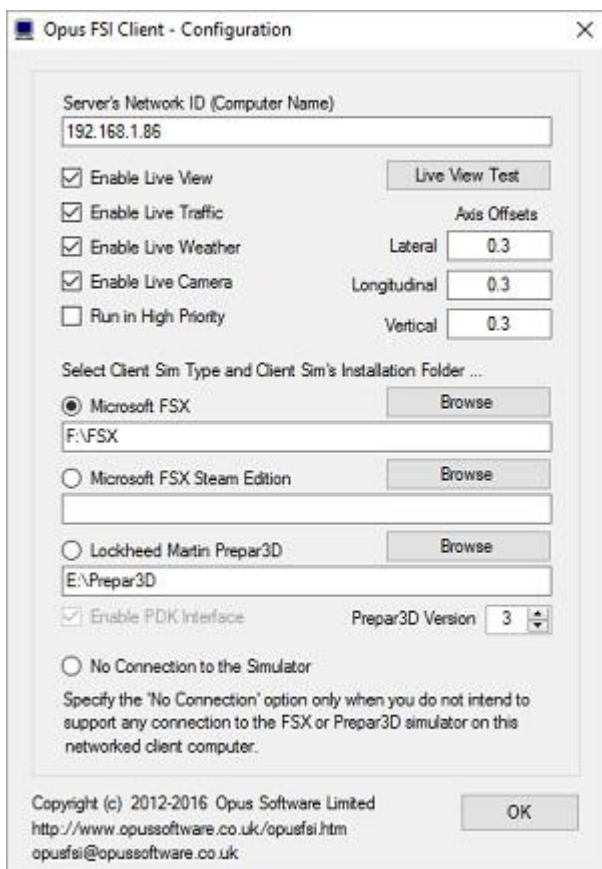 Opus FSI Client - Configuration
Server's Network ID (Computer Name)
192.168.1.86
Enable Live View
Live View Test
Enable Live Traffic
Axis Offsets
Enable Live Weather
Lateral 0.3
Enable Live Camera
Longitudinal 0.3
Run in High Priority
Vertical 0.3
Select Client Sim Type and Client Sim's Installation Folder ...
Microsoft FSX
Browse
F:\FSX
Microsoft FSX Steam Edition
Browse
Lockheed Martin Prepar3D
Browse
E:\Prepar3D
Enable PDK Interface
Prepar3D Version 3
No Connection to the Simulator
Specify the 'No Connection' option only when you do not intend to
support any connection to the FSX or Prepar3D simulator on this
networked client computer.
Copyright (c) 2012-2016 Opus Software Limited
http://www.opussoftware.co.uk/opusfsi.htm
opusfsi@opussoftware.co.uk
OK